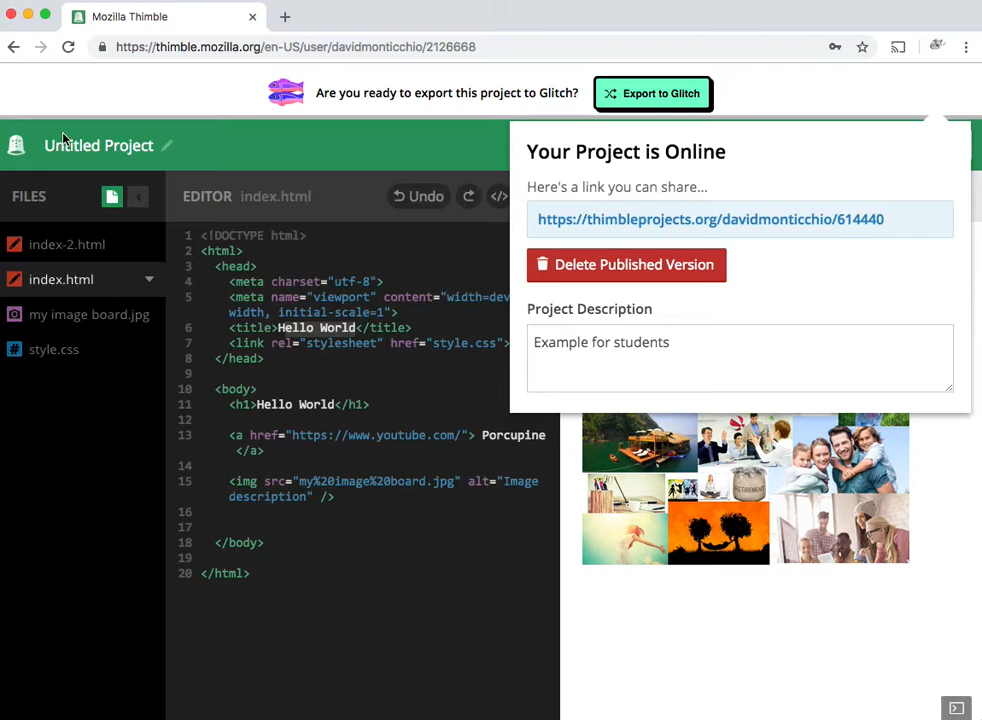 Mozilla Thimble
https://thimble.mozilla.org/en-US/user/davidmonticchio/2126668
Are you ready to export this project to Glitch?
Export to Glitch
Untitled Project
Your Project is Online
Here's a link you can share...
https://thimbleprojects.org/davidmonticchio/614440
Delete Published Version
Project Description
Example for students
FILES
index-2.html
index.html
my image board.jpg
style.css
EDITOR index.html
Undo
</>
1 <!DOCTYPE html>
2 <html>
3 <head>
4 <meta charset="utf-8">
5 <meta name="viewport" content="width=dev
width, initial-scale=1">
6 <title>Hello World</title>
7 <link rel="stylesheet" href="style.css">
8 </head>
9
10 <body>
11 <h1>Hello World</h1>
12
13 <a href="https://www.youtube.com/"> Porcupine
</a>
14
15 <img src="my%20image%20board.jpg" alt="Image
description" />
16
17
18 </body>
19
20 </html>
RETIREMENT